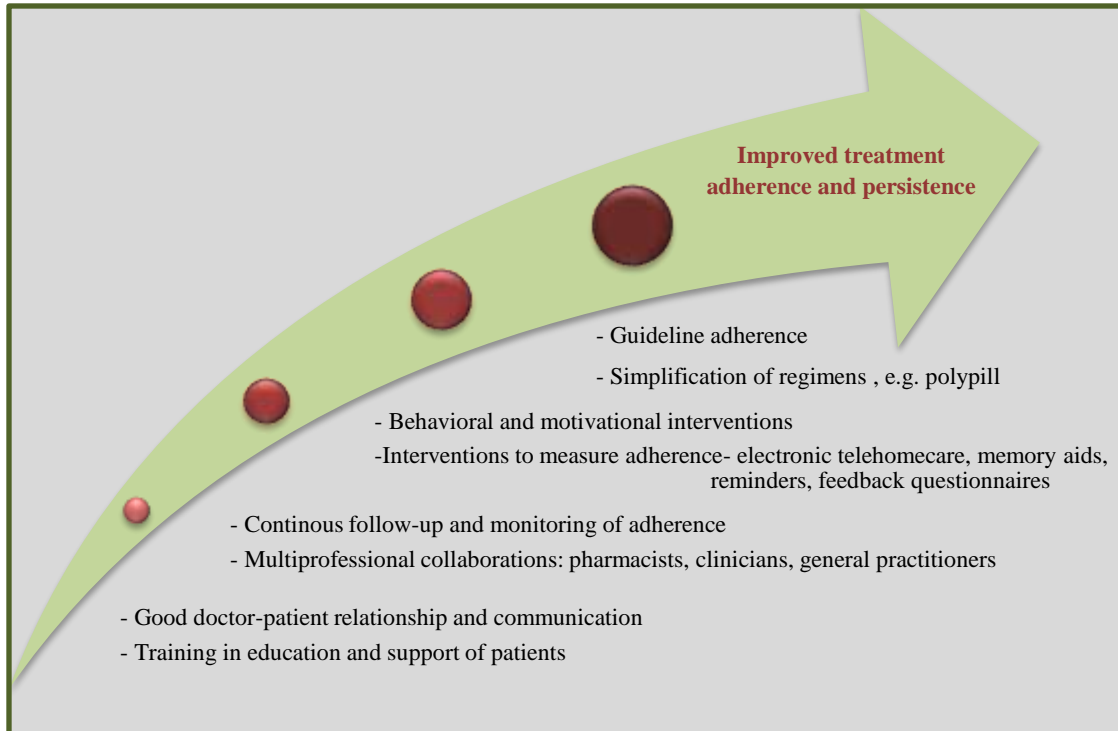 Improved treatment
adherence and persistence
- Guideline adherence
- Simplification of regimens , e.g. polypill
- Behavioral and motivational interventions
-Interventions to measure adherence- electronic telehomecare, memory aids,
reminders, feedback questionnaires
- Continous follow-up and monitoring of adherence
- Multiprofessional collaborations: pharmacists, clinicians, general practitioners
- Good doctor-patient relationship and communication
- Training in education and support of patients